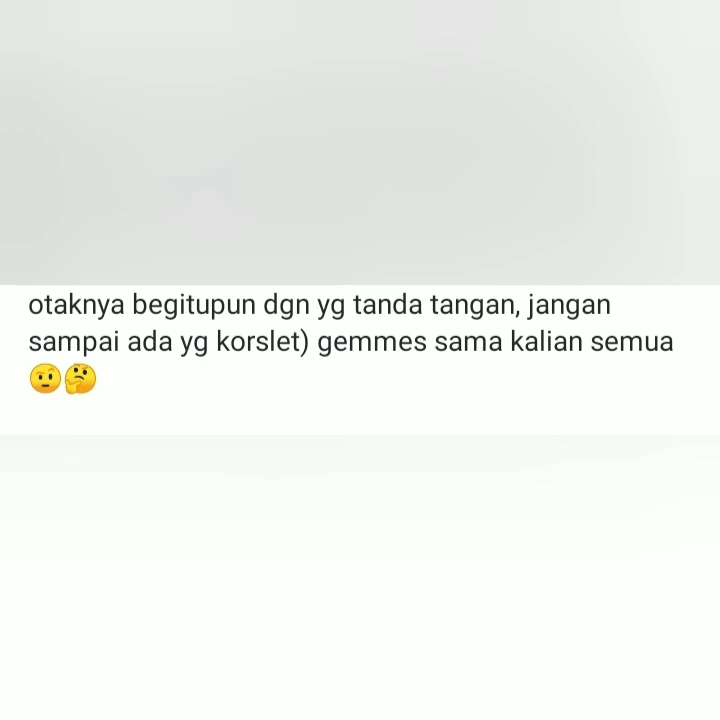 otaknya begitupun dgn yg tanda tangan, jangan
sampai ada yg korslet) gemmes sama kalian semua
🤨🤔